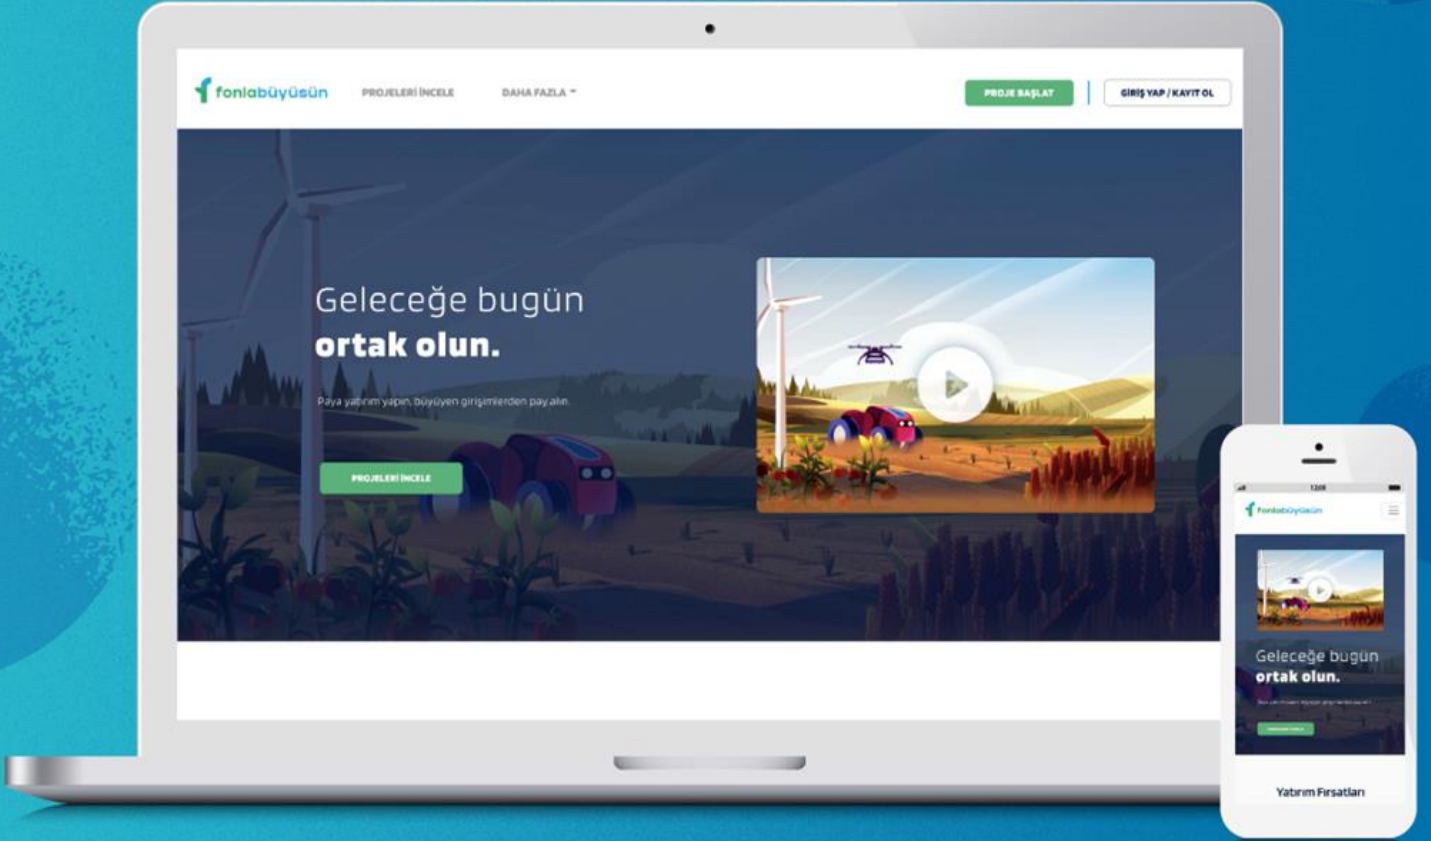 fonlabüyüsün
PROJELERİ İNCELE
DAHA FAZLA
PROJE BAŞLAT
GİRİŞ YAP / KAYIT OL
Geleceğe bugün
ortak olun.
Paya yatırım yapın, büyüyen girişimlerden pay alın.
PROJELERİ İNCELE
fonlabüyüsün
Geleceğe bugün
ortak olun.
Yatırım Fırsatları